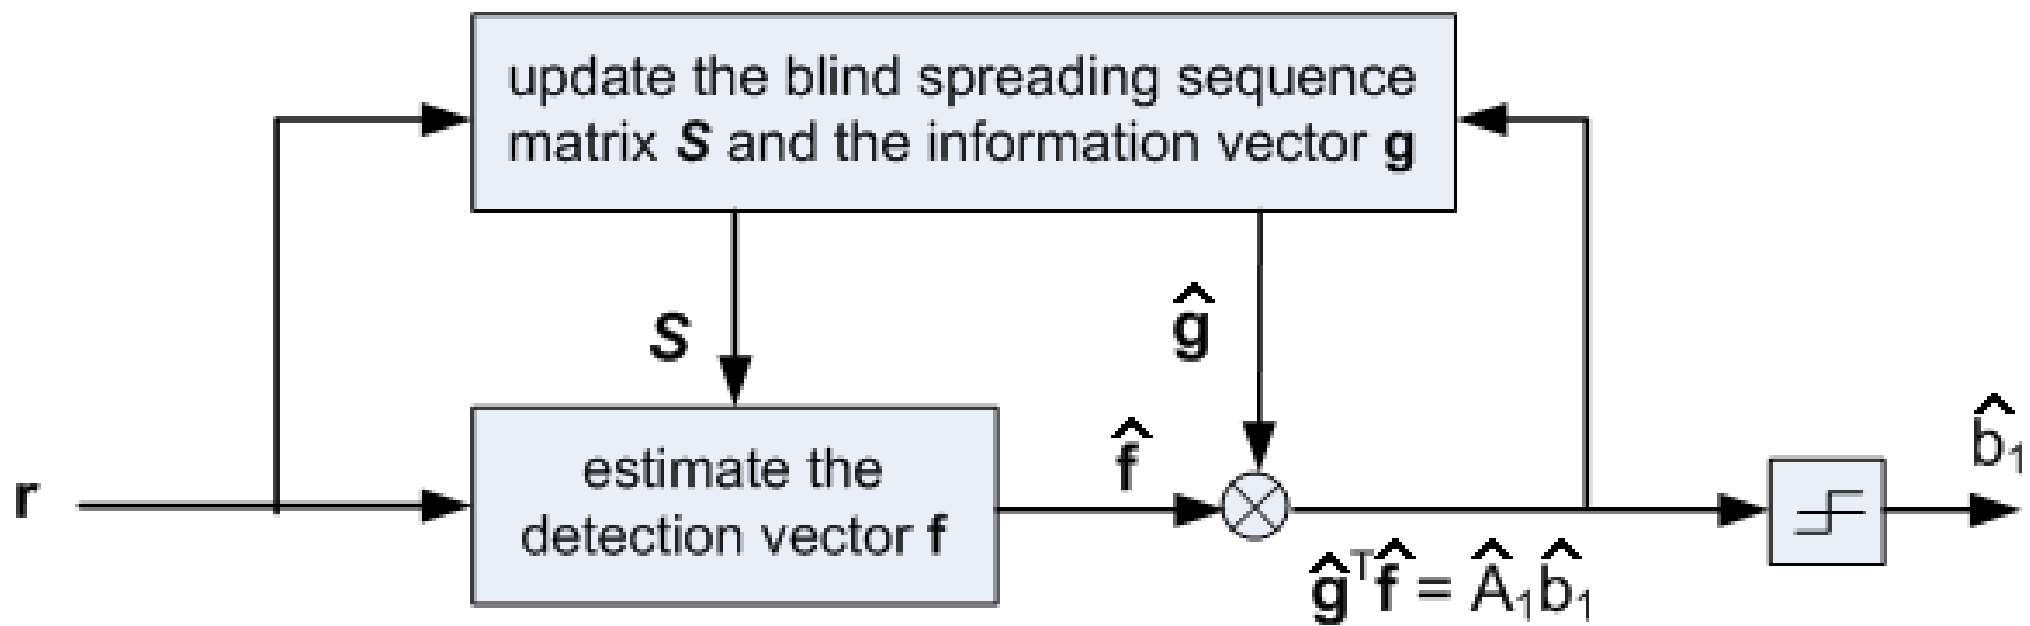 update the blind spreading sequence
matrix S and the information vector g
S
ĝ
r
estimate the
detection vector f
f̂
ĝᵀf̂ = Â₁b̂₁
b̂₁